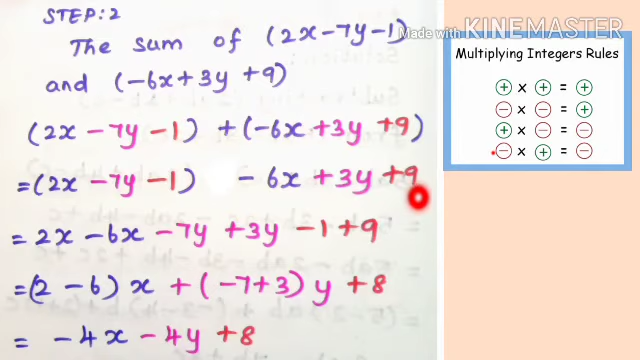 STEP:2
The sum of (2x-7y-1)
and (-6x+3y+9)
(2x-7y-1) +(-6x+3y+9)
=(2x-7y-1) -6x+3y+9
= 2x-6x-7y+3y-1+9
=(2-6)x+(-7+3)y+8
= -4x-4y+8
Made with KINEMASTER
Multiplying Integers Rules
+ x + = +
− x − = +
+ x − = −
− x + = −